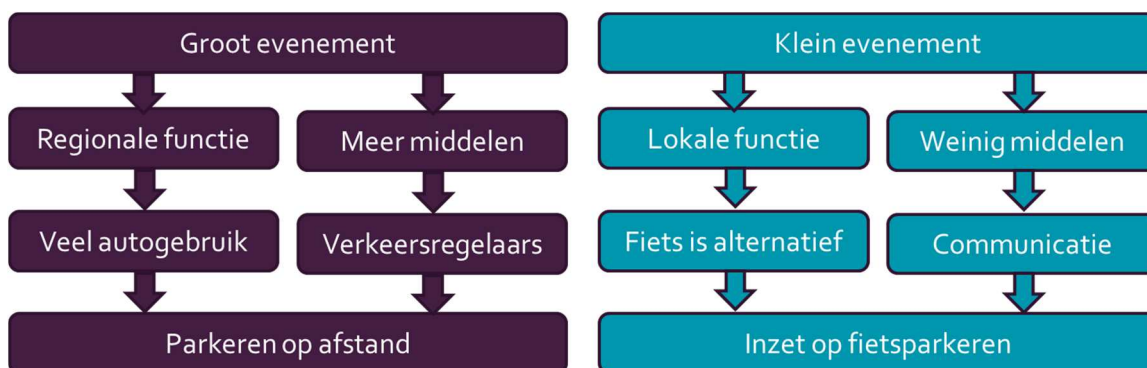 Groot evenement
Regionale functie
Meer middelen
Veel autogebruik
Verkeersregelaars
Parkeren op afstand
Klein evenement
Lokale functie
Weinig middelen
Fiets is alternatief
Communicatie
Inzet op fietsparkeren